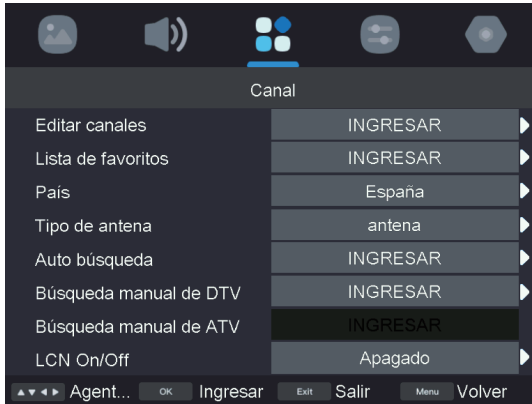 Canal
Editar canales INGRESAR
Lista de favoritos INGRESAR
País España
Tipo de antena antena
Auto búsqueda INGRESAR
Búsqueda manual de DTV INGRESAR
Búsqueda manual de ATV INGRESAR
LCN On/Off Apagado
Agent... OK Ingresar Exit Salir Menu Volver